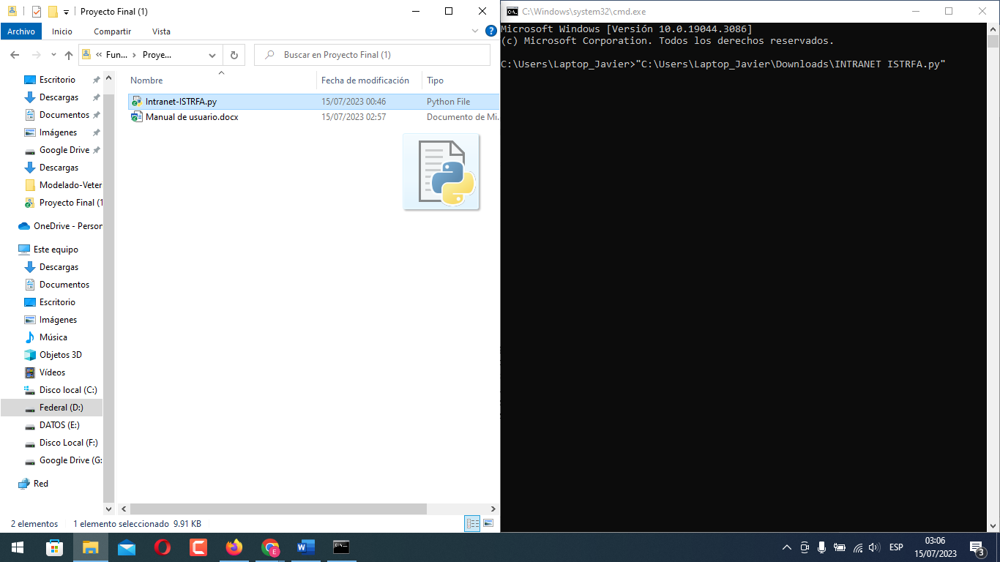 Proyecto Final (1)
Archivo Inicio Compartir Vista
Fun... Proye... Buscar en Proyecto Final (1)
Escritorio
Descargas
Documentos
Imágenes
Google Drive
Descargas
Modelado-Veter
Proyecto Final (1
OneDrive - Person
Este equipo
Descargas
Documentos
Escritorio
Imágenes
Música
Objetos 3D
Vídeos
Disco local (C:)
Federal (D:)
DATOS (E:)
Disco Local (F:)
Google Drive (G:
Red
Nombre Fecha de modificación Tipo
Intranet-ISTRFA.py 15/07/2023 00:46 Python File
Manual de usuario.docx 15/07/2023 02:57 Documento de Mi...
2 elementos 1 elemento seleccionado 9.91 KB
C:\Windows\system32\cmd.exe
Microsoft Windows [Versión 10.0.19044.3086]
(c) Microsoft Corporation. Todos los derechos reservados.
C:\Users\Laptop_Javier>"C:\Users\Laptop_Javier\Downloads\INTRANET ISTRFA.py"
ESP
03:06
15/07/2023
3